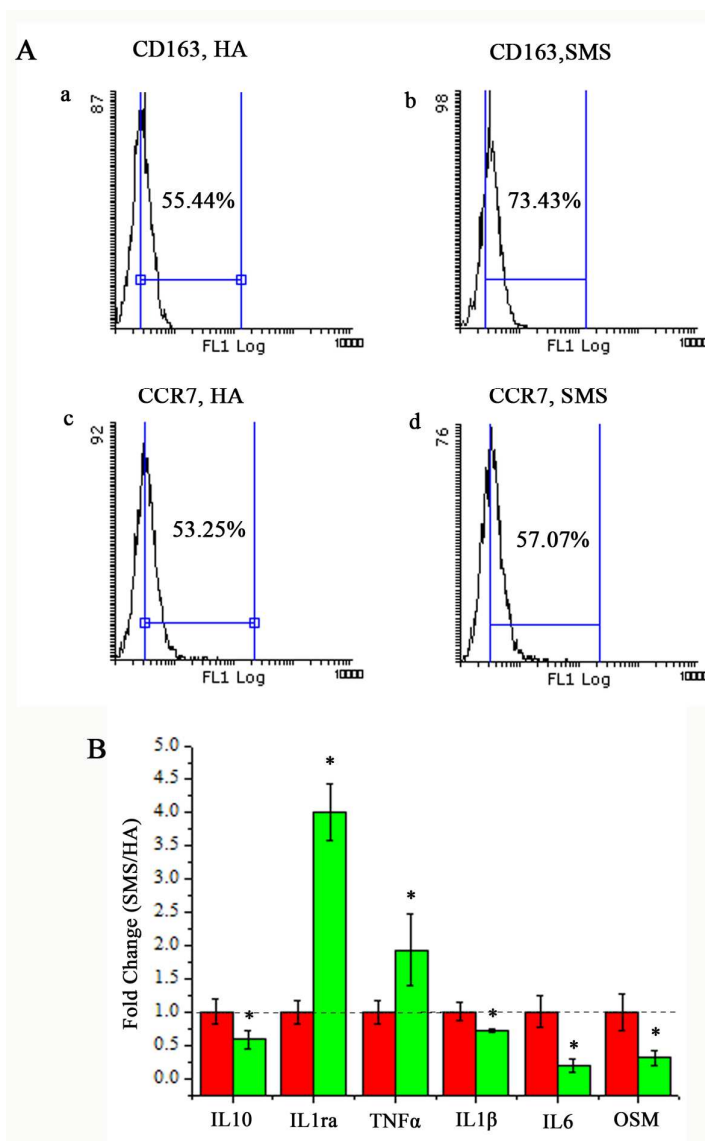 A
CD163, HA
CD163,SMS
a
b
87
98
55.44%
73.43%
FL1 Log
10000
FL1 Log
10000
CCR7, HA
CCR7, SMS
c
d
92
76
53.25%
57.07%
FL1 Log
10000
FL1 Log
10000
B
Fold Change (SMS/HA)
5.0
4.5
4.0
3.5
3.0
2.5
2.0
1.5
1.0
0.5
0.0
*
*
*
*
*
*
IL10 IL1ra TNFα IL1β IL6 OSM